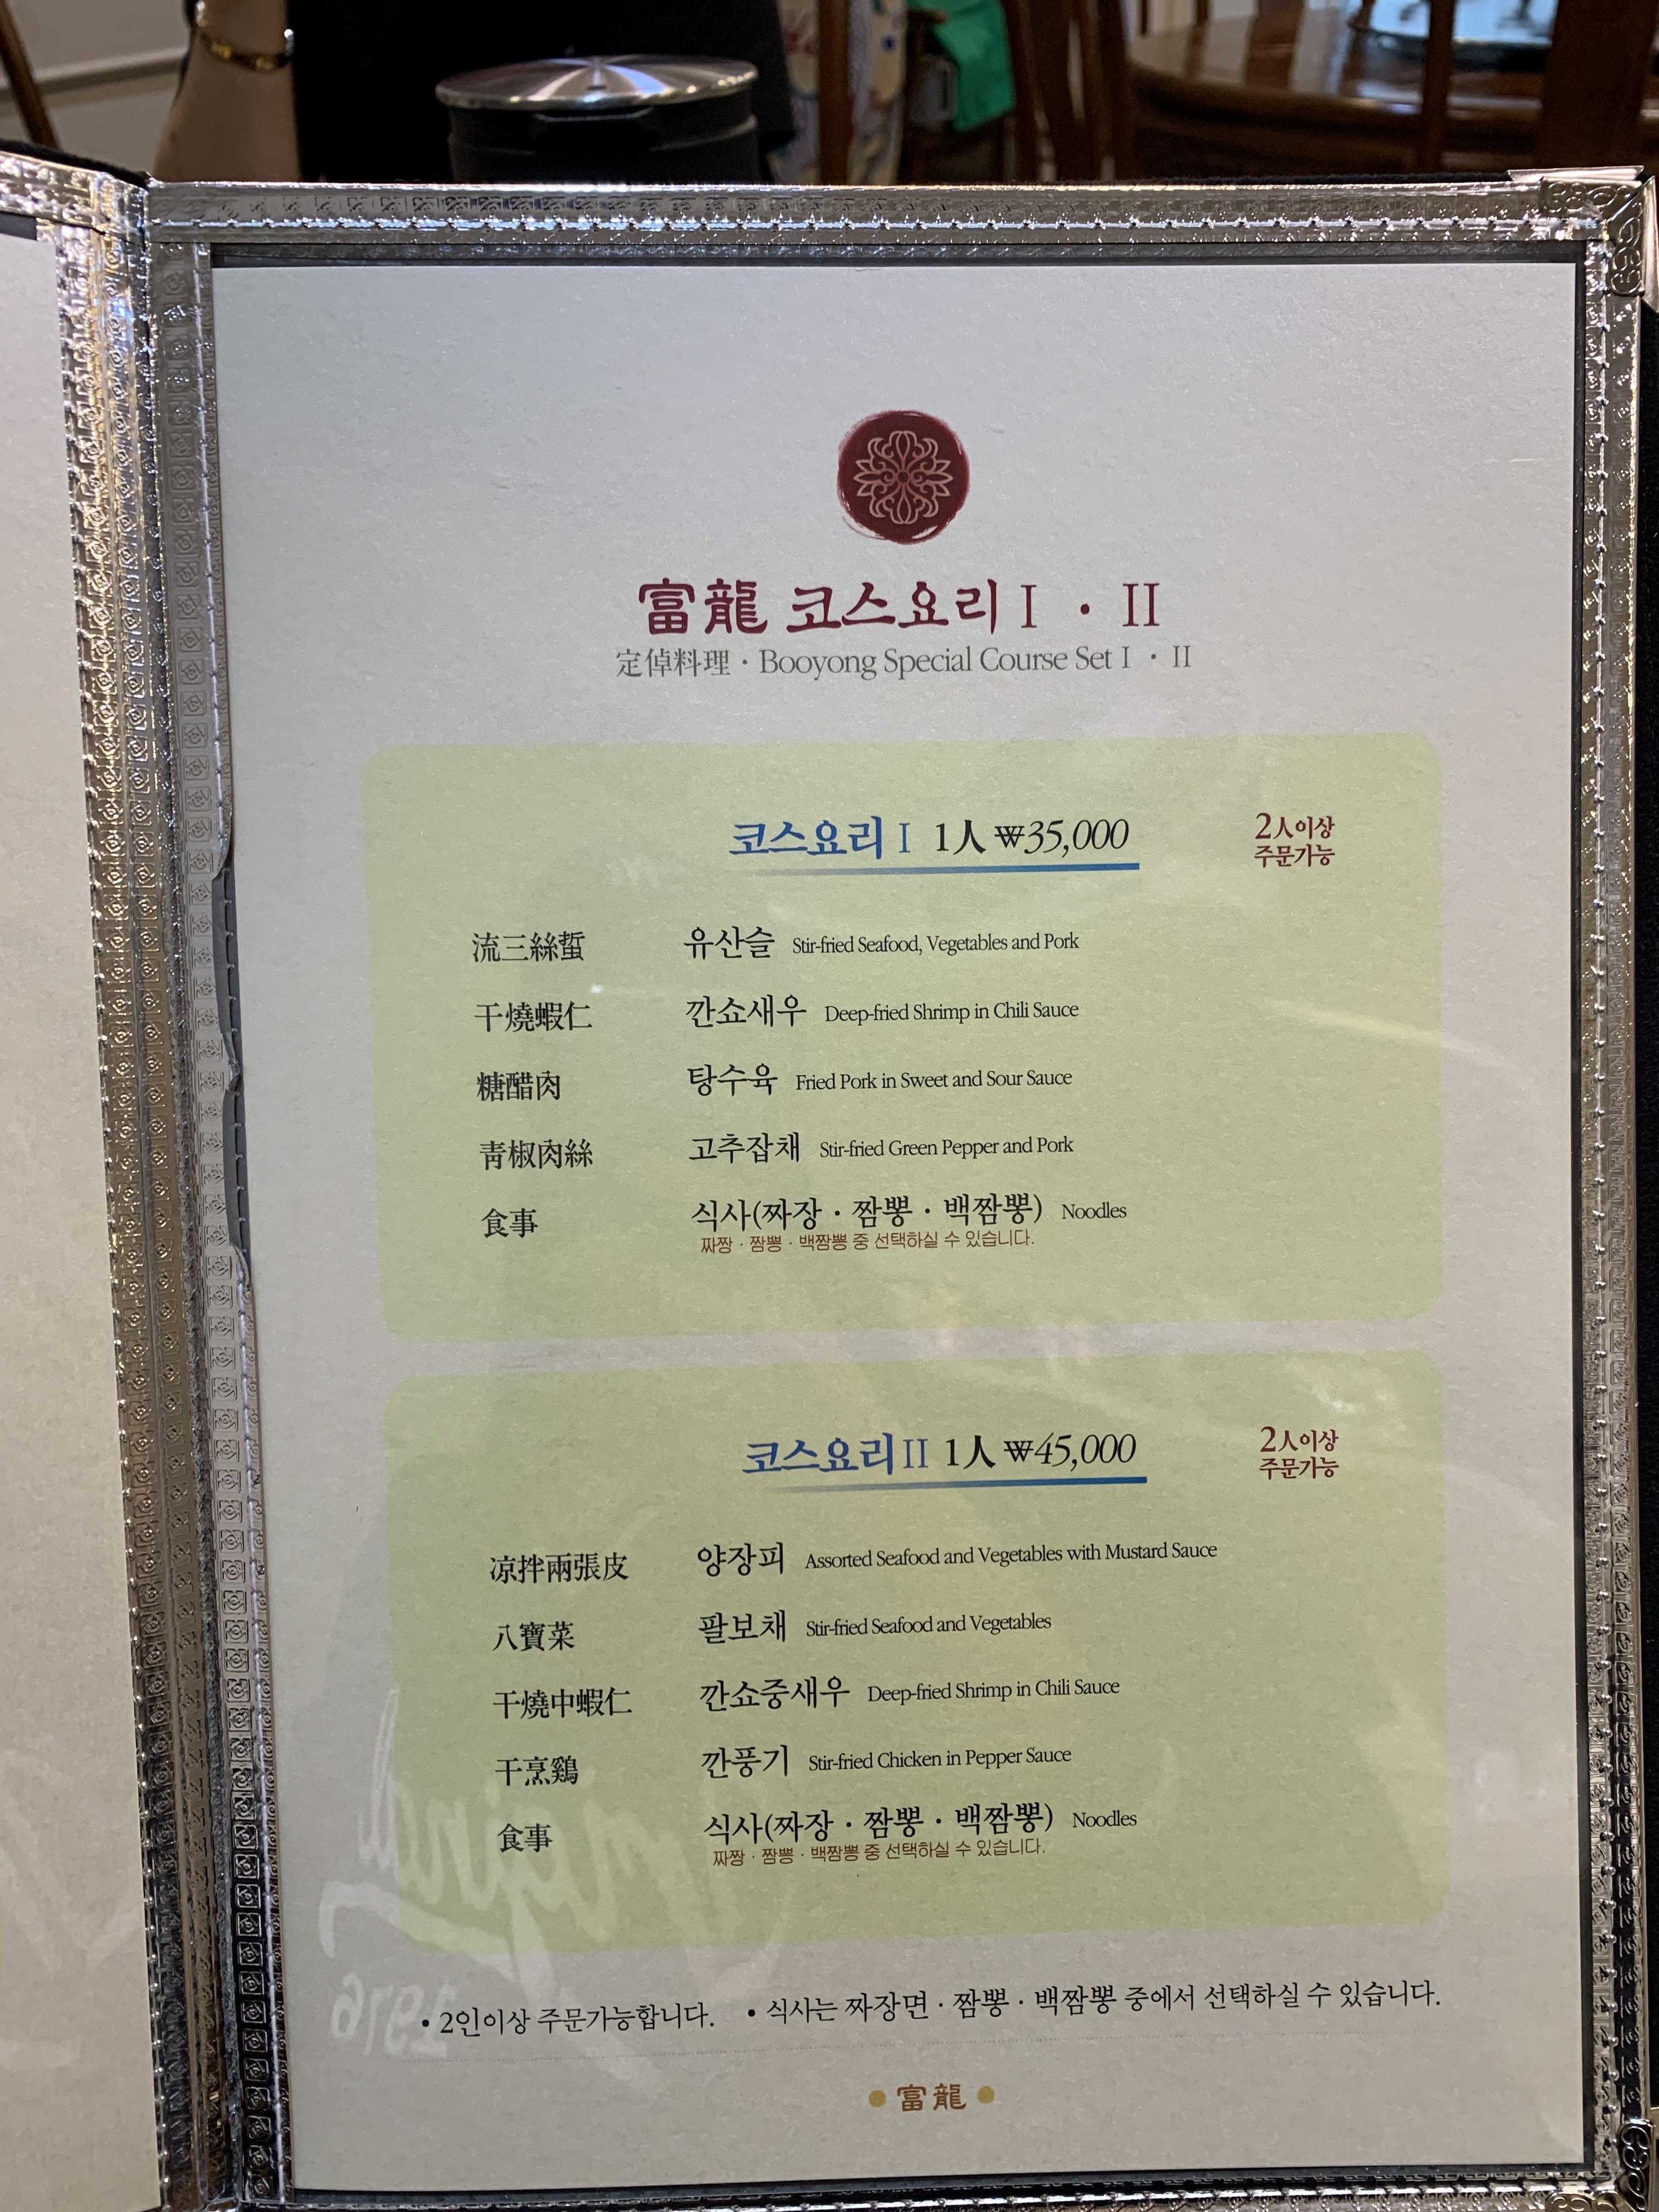 富龍 코스요리 I · II
定倬料理 · Booyong Special Course Set I · II
코스요리 I 1人 ₩35,000
2人이상
주문가능
流三絲蜇 유산슬 Stir-fried Seafood, Vegetables and Pork
干燒蝦仁 깐쇼새우 Deep-fried Shrimp in Chili Sauce
糖醋肉 탕수육 Fried Pork in Sweet and Sour Sauce
靑椒肉絲 고추잡채 Stir-fried Green Pepper and Pork
食事 식사(짜장 · 짬뽕 · 백짬뽕) Noodles
짜짱 · 짬뽕 · 백짬뽕 중 선택하실 수 있습니다.
코스요리 II 1人 ₩45,000
2人이상
주문가능
凉拌兩張皮 양장피 Assorted Seafood and Vegetables with Mustard Sauce
八寶菜 팔보채 Stir-fried Seafood and Vegetables
干燒中蝦仁 깐쇼중새우 Deep-fried Shrimp in Chili Sauce
干烹鷄 깐풍기 Stir-fried Chicken in Pepper Sauce
食事 식사(짜장 · 짬뽕 · 백짬뽕) Noodles
짜짱 · 짬뽕 · 백짬뽕 중 선택하실 수 있습니다.
• 2인이상 주문가능합니다. • 식사는 짜장면 · 짬뽕 · 백짬뽕 중에서 선택하실 수 있습니다.
富龍